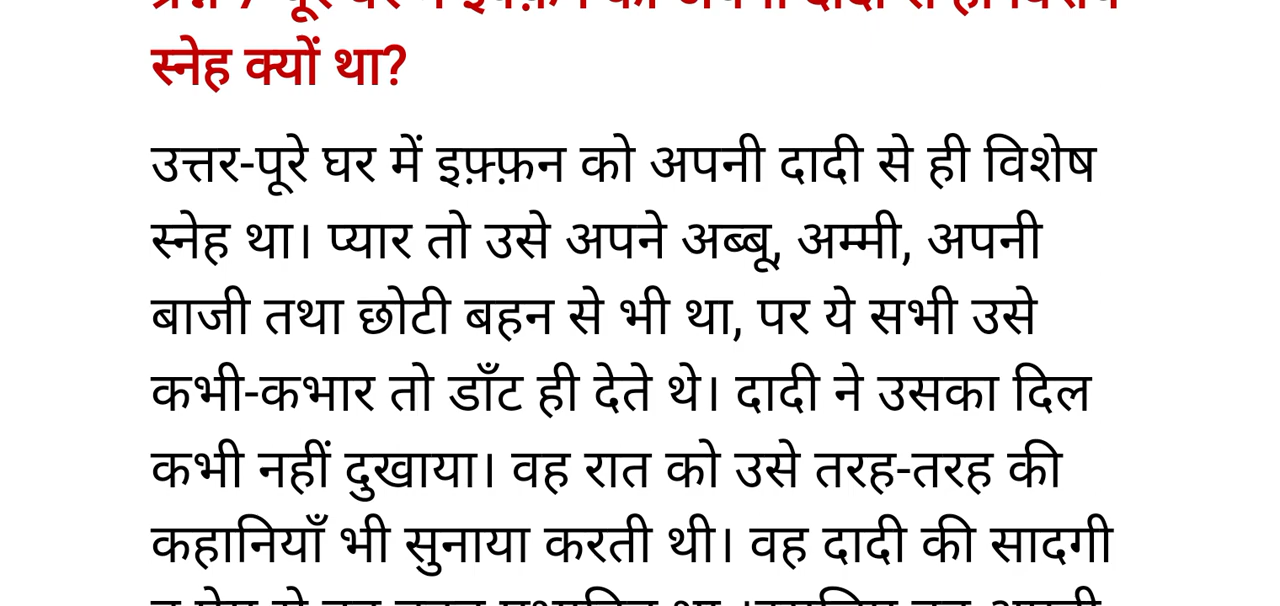 स्नेह क्यों था?
उत्तर-पूरे घर में इफ़्फ़न को अपनी दादी से ही विशेष
स्नेह था। प्यार तो उसे अपने अब्बू, अम्मी, अपनी
बाजी तथा छोटी बहन से भी था, पर ये सभी उसे
कभी-कभार तो डाँट ही देते थे। दादी ने उसका दिल
कभी नहीं दुखाया। वह रात को उसे तरह-तरह की
कहानियाँ भी सुनाया करती थी। वह दादी की सादगी